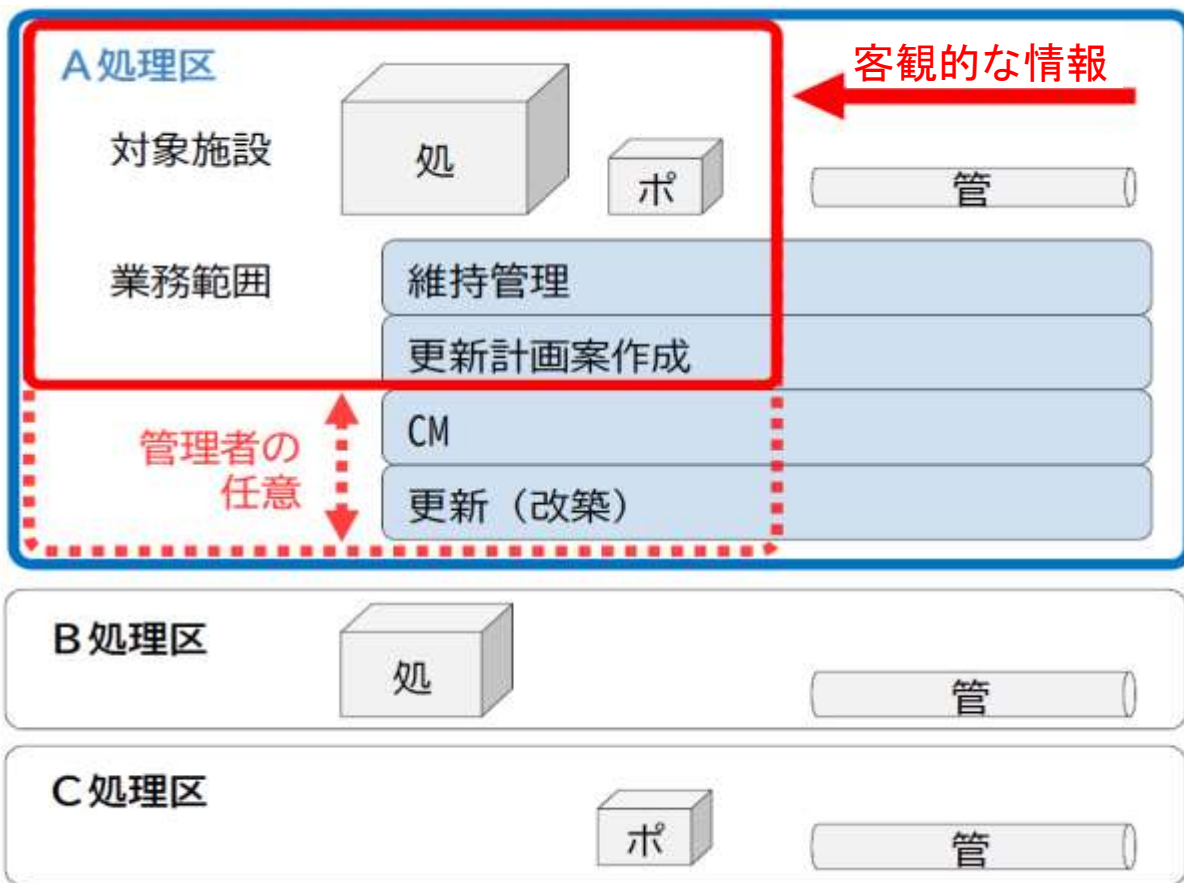 A処理区
客観的な情報
対象施設
処
ポ
管
業務範囲
維持管理
更新計画案作成
管理者の
任意
CM
更新（改築）
B処理区
処
管
C処理区
ポ
管